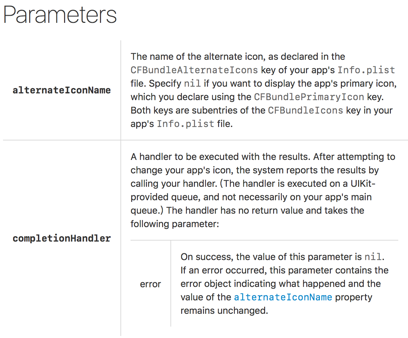 Parameters
The name of the alternate icon, as declared in the
CFBundleAlternateIcons key of your app's Info.plist
file. Specify nil if you want to display the app's primary icon,
alternateIconName
which you declare using the CFBundlePrimaryIcon key.
Both keys are subentries of the CFBundleIcons key in your
app's Info.plist file.
A handler to be executed with the results. After attempting to
change your app's icon, the system reports the results by
calling your handler. (The handler is executed on a UIKit-
provided queue, and not necessarily on your app's main
queue.) The handler has no return value and takes the
following parameter:
completionHandler
On success, the value of this parameter is nil.
If an error occurred, this parameter contains the
error
error object indicating what happened and the
value of the alternateIconName property
remains unchanged.